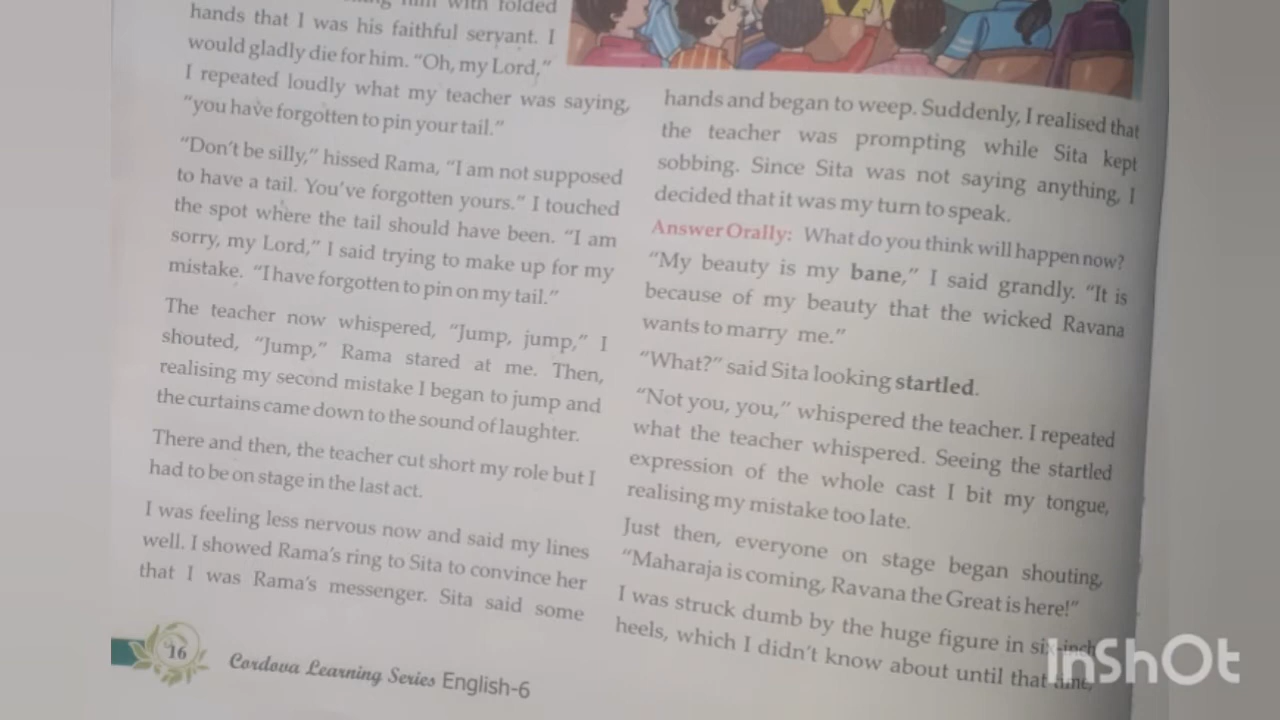 him with folded
hands that I was his faithful servant. I
would gladly die for him. “Oh, my Lord,”
I repeated loudly what my teacher was saying,
“you have forgotten to pin your tail.”
“Don't be silly,” hissed Rama, “I am not supposed
to have a tail. You've forgotten yours.” I touched
the spot where the tail should have been. “I am
sorry, my Lord,” I said trying to make up for my
mistake. “I have forgotten to pin on my tail.”
The teacher now whispered, “Jump, jump,” I
shouted, “Jump,” Rama stared at me. Then,
realising my second mistake I began to jump and
the curtains came down to the sound of laughter.
There and then, the teacher cut short my role but I
had to be on stage in the last act.
I was feeling less nervous now and said my lines
well. I showed Rama's ring to Sita to convince her
that I was Rama's messenger. Sita said some
16
Cordova Learning Series English-6
hands and began to weep. Suddenly, I realised that
the teacher was prompting while Sita kept
sobbing. Since Sita was not saying anything, I
decided that it was my turn to speak.
Answer Orally: What do you think will happen now?
“My beauty is my bane,” I said grandly. “It is
because of my beauty that the wicked Ravana
wants to marry me.”
“What?” said Sita looking startled.
“Not you, you,” whispered the teacher. I repeated
what the teacher whispered. Seeing the startled
expression of the whole cast I bit my tongue,
realising my mistake too late.
Just then, everyone on stage began shouting,
“Maharaja is coming, Ravana the Great is here!”
I was struck dumb by the huge figure in six-inch
heels, which I didn't know about until that time,
InShOt